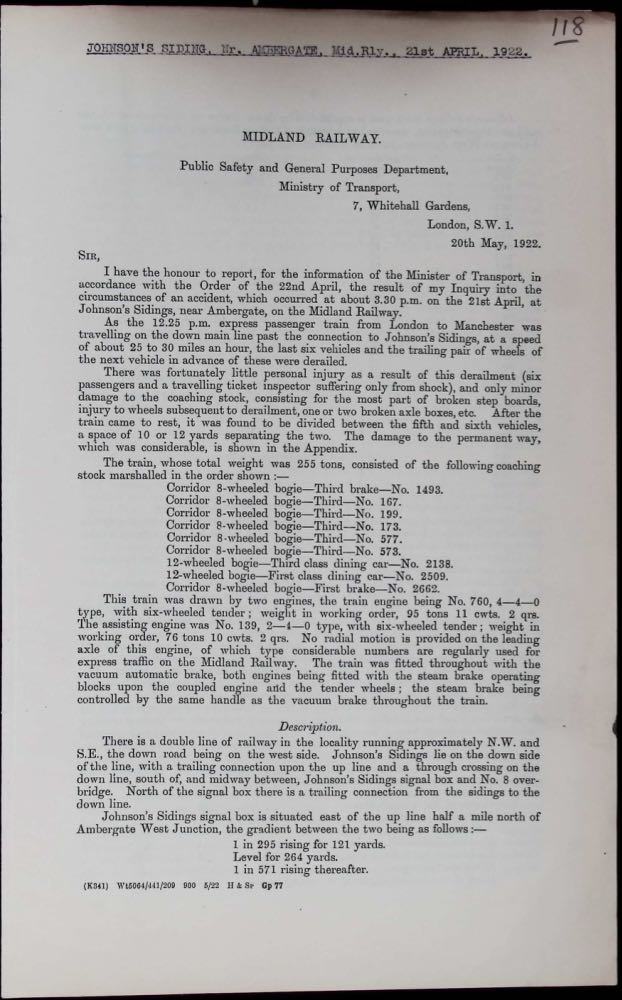 118
JOHNSON'S SIDING, Nr. AMBERGATE, Mid.Rly., 21st APRIL, 1922.
MIDLAND RAILWAY.
Public Safety and General Purposes Department,
Ministry of Transport,
7, Whitehall Gardens,
London, S.W. 1.
20th May, 1922.
SIR,
I have the honour to report, for the information of the Minister of Transport, in
accordance with the Order of the 22nd April, the result of my Inquiry into the
circumstances of an accident, which occurred at about 3.30 p.m. on the 21st April, at
Johnson's Sidings, near Ambergate, on the Midland Railway.
As the 12.25 p.m. express passenger train from London to Manchester was
travelling on the down main line past the connection to Johnson's Sidings, at a speed
of about 25 to 30 miles an hour, the last six vehicles and the trailing pair of wheels of
the next vehicle in advance of these were derailed.
There was fortunately little personal injury as a result of this derailment (six
passengers and a travelling ticket inspector suffering only from shock), and only minor
damage to the coaching stock, consisting for the most part of broken step boards,
injury to wheels subsequent to derailment, one or two broken axle boxes, etc. After the
train came to rest, it was found to be divided between the fifth and sixth vehicles,
a space of 10 or 12 yards separating the two. The damage to the permanent way,
which was considerable, is shown in the Appendix.
The train, whose total weight was 255 tons, consisted of the following coaching
stock marshalled in the order shown :—
Corridor 8-wheeled bogie—Third brake—No. 1493.
Corridor 8-wheeled bogie—Third—No. 167.
Corridor 8-wheeled bogie—Third—No. 199.
Corridor 8-wheeled bogie—Third—No. 173.
Corridor 8-wheeled bogie—Third—No. 577.
Corridor 8-wheeled bogie—Third—No. 573.
12-wheeled bogie—Third class dining car—No. 2138.
12-wheeled bogie—First class dining car—No. 2509.
Corridor 8-wheeled bogie—First brake—No. 2662.
This train was drawn by two engines, the train engine being No. 760, 4—4—0
type, with six-wheeled tender ; weight in working order, 95 tons 11 cwts. 2 qrs.
The assisting engine was No. 139, 2—4—0 type, with six-wheeled tender ; weight in
working order, 76 tons 10 cwts. 2 qrs. No radial motion is provided on the leading
axle of this engine, of which type considerable numbers are regularly used for
express traffic on the Midland Railway. The train was fitted throughout with the
vacuum automatic brake, both engines being fitted with the steam brake operating
blocks upon the coupled engine and the tender wheels ; the steam brake being
controlled by the same handle as the vacuum brake throughout the train.
Description.
There is a double line of railway in the locality running approximately N.W. and
S.E., the down road being on the west side. Johnson's Sidings lie on the down side
of the line, with a trailing connection upon the up line and a through crossing on the
down line, south of, and midway between, Johnson's Sidings signal box and No. 8 over-
bridge. North of the signal box there is a trailing connection from the sidings to the
down line.
Johnson's Sidings signal box is situated east of the up line half a mile north of
Ambergate West Junction, the gradient between the two being as follows :—
1 in 295 rising for 121 yards.
Level for 264 yards.
1 in 571 rising thereafter.
(K341) Wt5064/441/209 900 5/22 H & Sr Gp 77